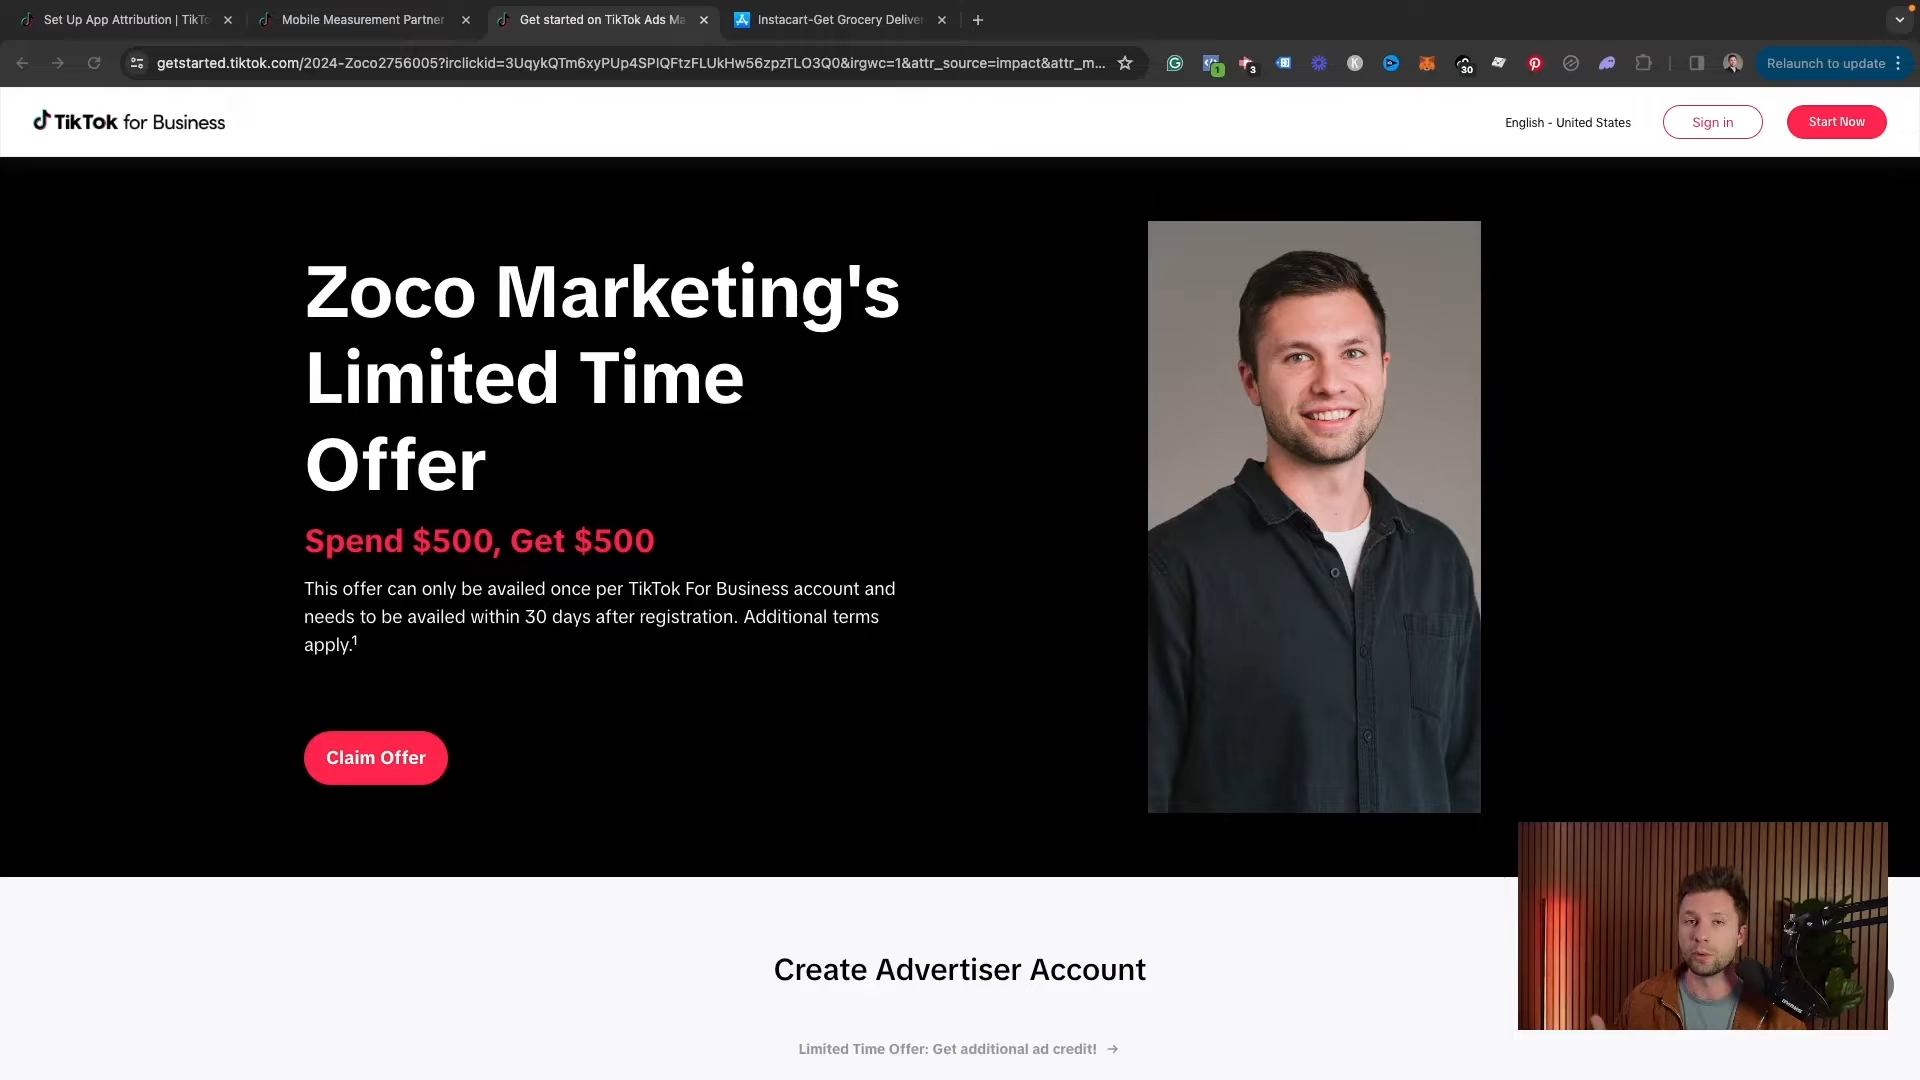 Set Up App Attribution | TikTo
Mobile Measurement Partner
Get started on TikTok Ads Ma
Instacart-Get Grocery Deliver
getstarted.tiktok.com/2024-Zoco2756005?irclickid=3UqykQTm6xyPUp4SPIQFtzFLUkHw56zpzTLO3Q0&irgwc=1&attr_source=impact&attr_m...
1
3
30
Relaunch to update
TikTok for Business
English - United States
Sign in
Start Now
Zoco Marketing's
Limited Time
Offer
Spend $500, Get $500
This offer can only be availed once per TikTok For Business account and
needs to be availed within 30 days after registration. Additional terms
apply.1
Claim Offer
Create Advertiser Account
Limited Time Offer: Get additional ad credit! →